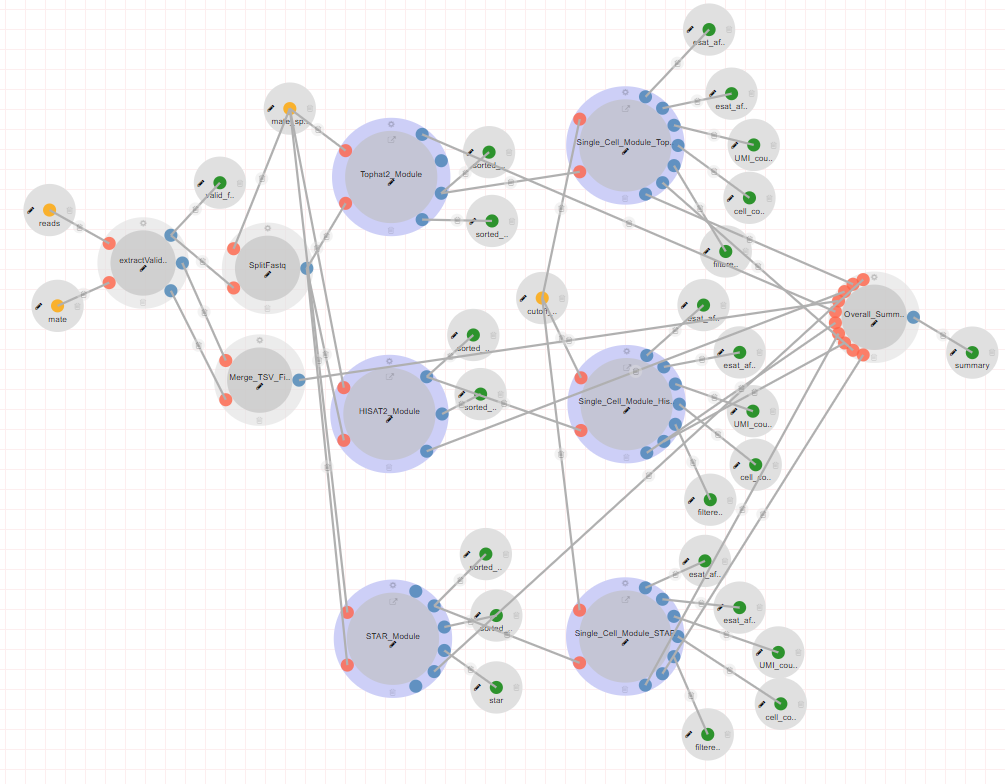 esat_af..
esat_af..
mate_sp..
Single_Cell_Module_Top..
UMI_cou..
sorted_..
Tophat2_Module
valid_f..
cell_co..
reads
sorted_..
extractValid..
SplitFastq
filtere..
mate
cutoff_..
esat_af..
Overall_Summ..
sorted_..
summary
esat_af..
Merge_TSV_Fi..
HISAT2_Module
sorted_..
Single_Cell_Module_His..
UMI_cou..
cell_co..
filtere..
sorted_..
esat_af..
esat_af..
sorted_..
STAR_Module
Single_Cell_Module_STAR
UMI_cou..
star
cell_co..
filtere..